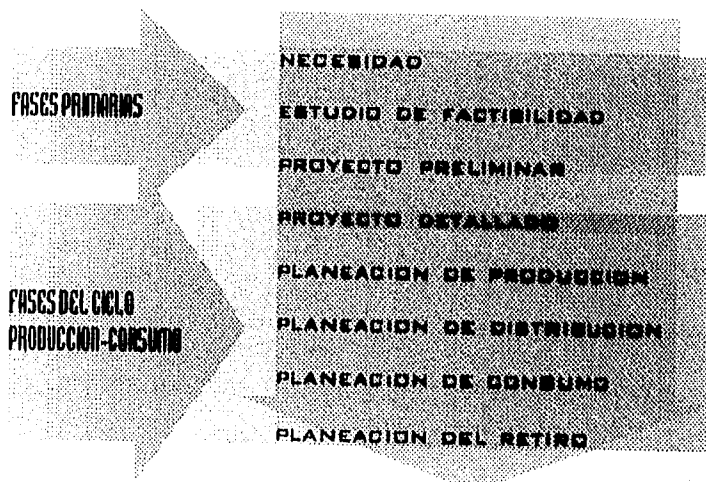 FASES PRIMARIAS
NECESIDAD
ESTUDIO DE FACTIBILIDAD
PROYECTO PRELIMINAR
PROYECTO DETALLADO
FASES DEL CICLO
PRODUCCION-CONSUMO
PLANEACION DE PRODUCCION
PLANEACION DE DISTRIBUCION
PLANEACION DE CONSUMO
PLANEACION DEL RETIRO